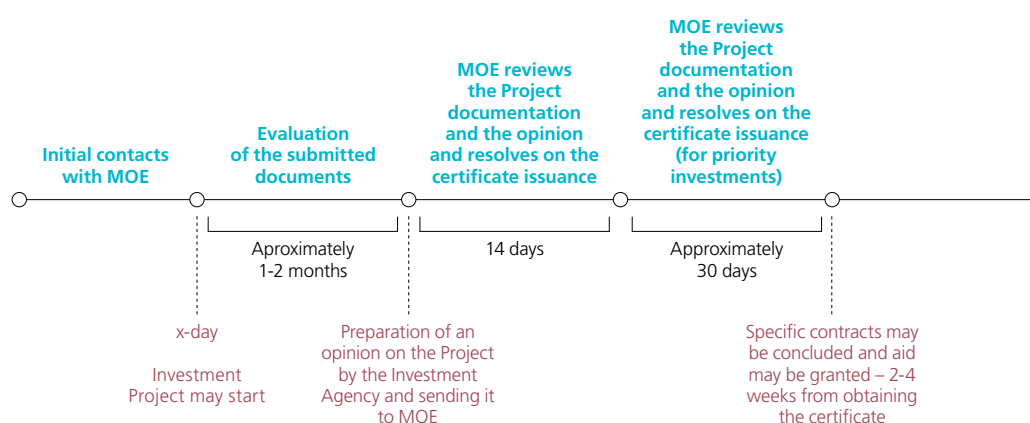 Initial contacts
with MOE
Evaluation
of the submitted
documents
MOE reviews
the Project
documentation
and the opinion
and resolves on the
certificate issuance
MOE reviews
the Project
documentation
and the opinion
and resolves on the
certificate issuance
(for priority
investments)
Aproximately
1-2 months
14 days
Approximately
30 days
x-day
Investment
Project may start
Preparation of an
opinion on the Project
by the Investment
Agency and sending it
to MOE
Specific contracts may
be concluded and aid
may be granted – 2-4
weeks from obtaining
the certificate